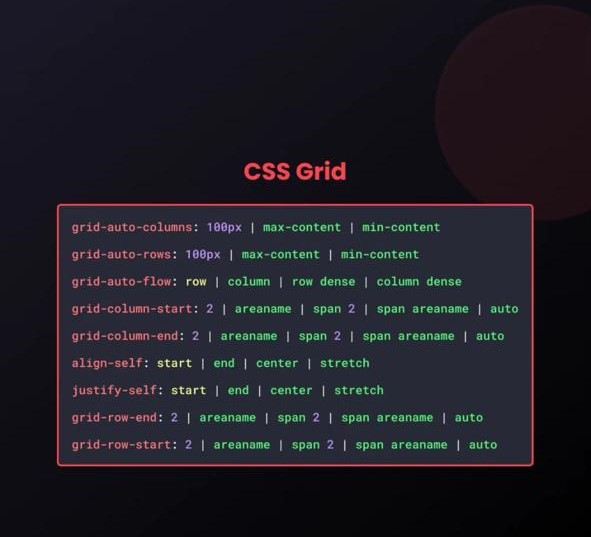 CSS Grid
grid-auto-columns: 100px | max-content | min-content
grid-auto-rows: 100px | max-content | min-content
grid-auto-flow: row | column | row dense | column dense
grid-column-start: 2 | areaname | span 2 | span areaname | auto
grid-column-end: 2 | areaname | span 2 | span areaname | auto
align-self: start | end | center | stretch
justify-self: start | end | center | stretch
grid-row-end: 2 | areaname | span 2 | span areaname | auto
grid-row-start: 2 | areaname | span 2 | span areaname | auto